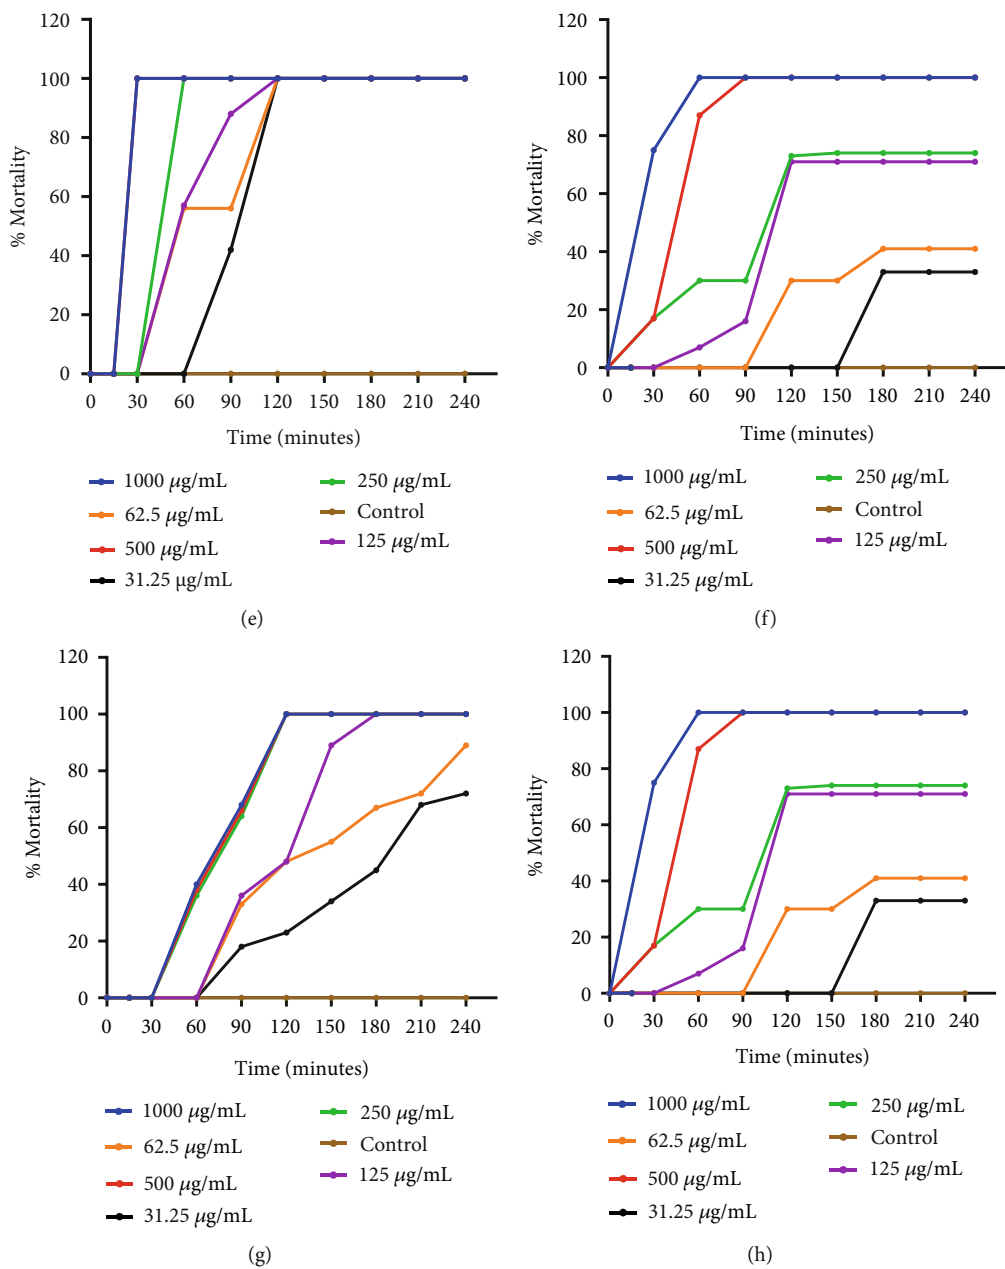 120
100
80
60
40
20
0
% Mortality
0 30 60 90 120 150 180 210 240
Time (minutes)
1000 µg/mL
62.5 µg/mL
500 µg/mL
31.25 µg/mL
250 µg/mL
Control
125 µg/mL
(e)
120
100
80
60
40
20
0
% Mortality
0 30 60 90 120 150 180 210 240
Time (minutes)
1000 µg/mL
62.5 µg/mL
500 µg/mL
31.25 µg/mL
250 µg/mL
Control
125 µg/mL
(f)
120
100
80
60
40
20
0
% Mortality
0 30 60 90 120 150 180 210 240
Time (minutes)
1000 µg/mL
62.5 µg/mL
500 µg/mL
31.25 µg/mL
250 µg/mL
Control
125 µg/mL
(g)
120
100
80
60
40
20
0
% Mortality
0 30 60 90 120 150 180 210 240
Time (minutes)
1000 µg/mL
62.5 µg/mL
500 µg/mL
31.25 µg/mL
250 µg/mL
Control
125 µg/mL
(h)